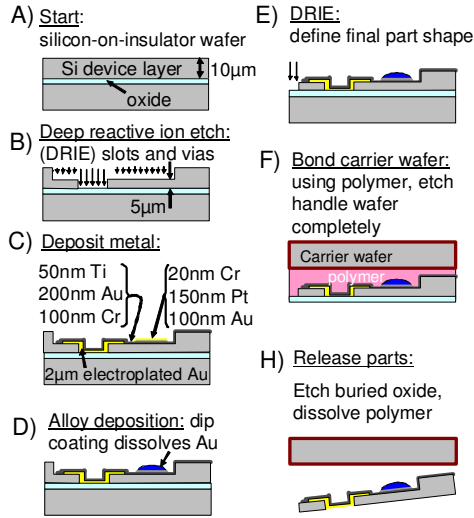 A) Start:
silicon-on-insulator wafer
Si device layer
10µm
oxide
B) Deep reactive ion etch:
(DRIE) slots and vias
5µm
C) Deposit metal:
50nm Ti
200nm Au
100nm Cr
20nm Cr
150nm Pt
100nm Au
2µm electroplated Au
D) Alloy deposition: dip
coating dissolves Au
E) DRIE:
define final part shape
F) Bond carrier wafer:
using polymer, etch
handle wafer
completely
Carrier wafer
polymer
H) Release parts:
Etch buried oxide,
dissolve polymer